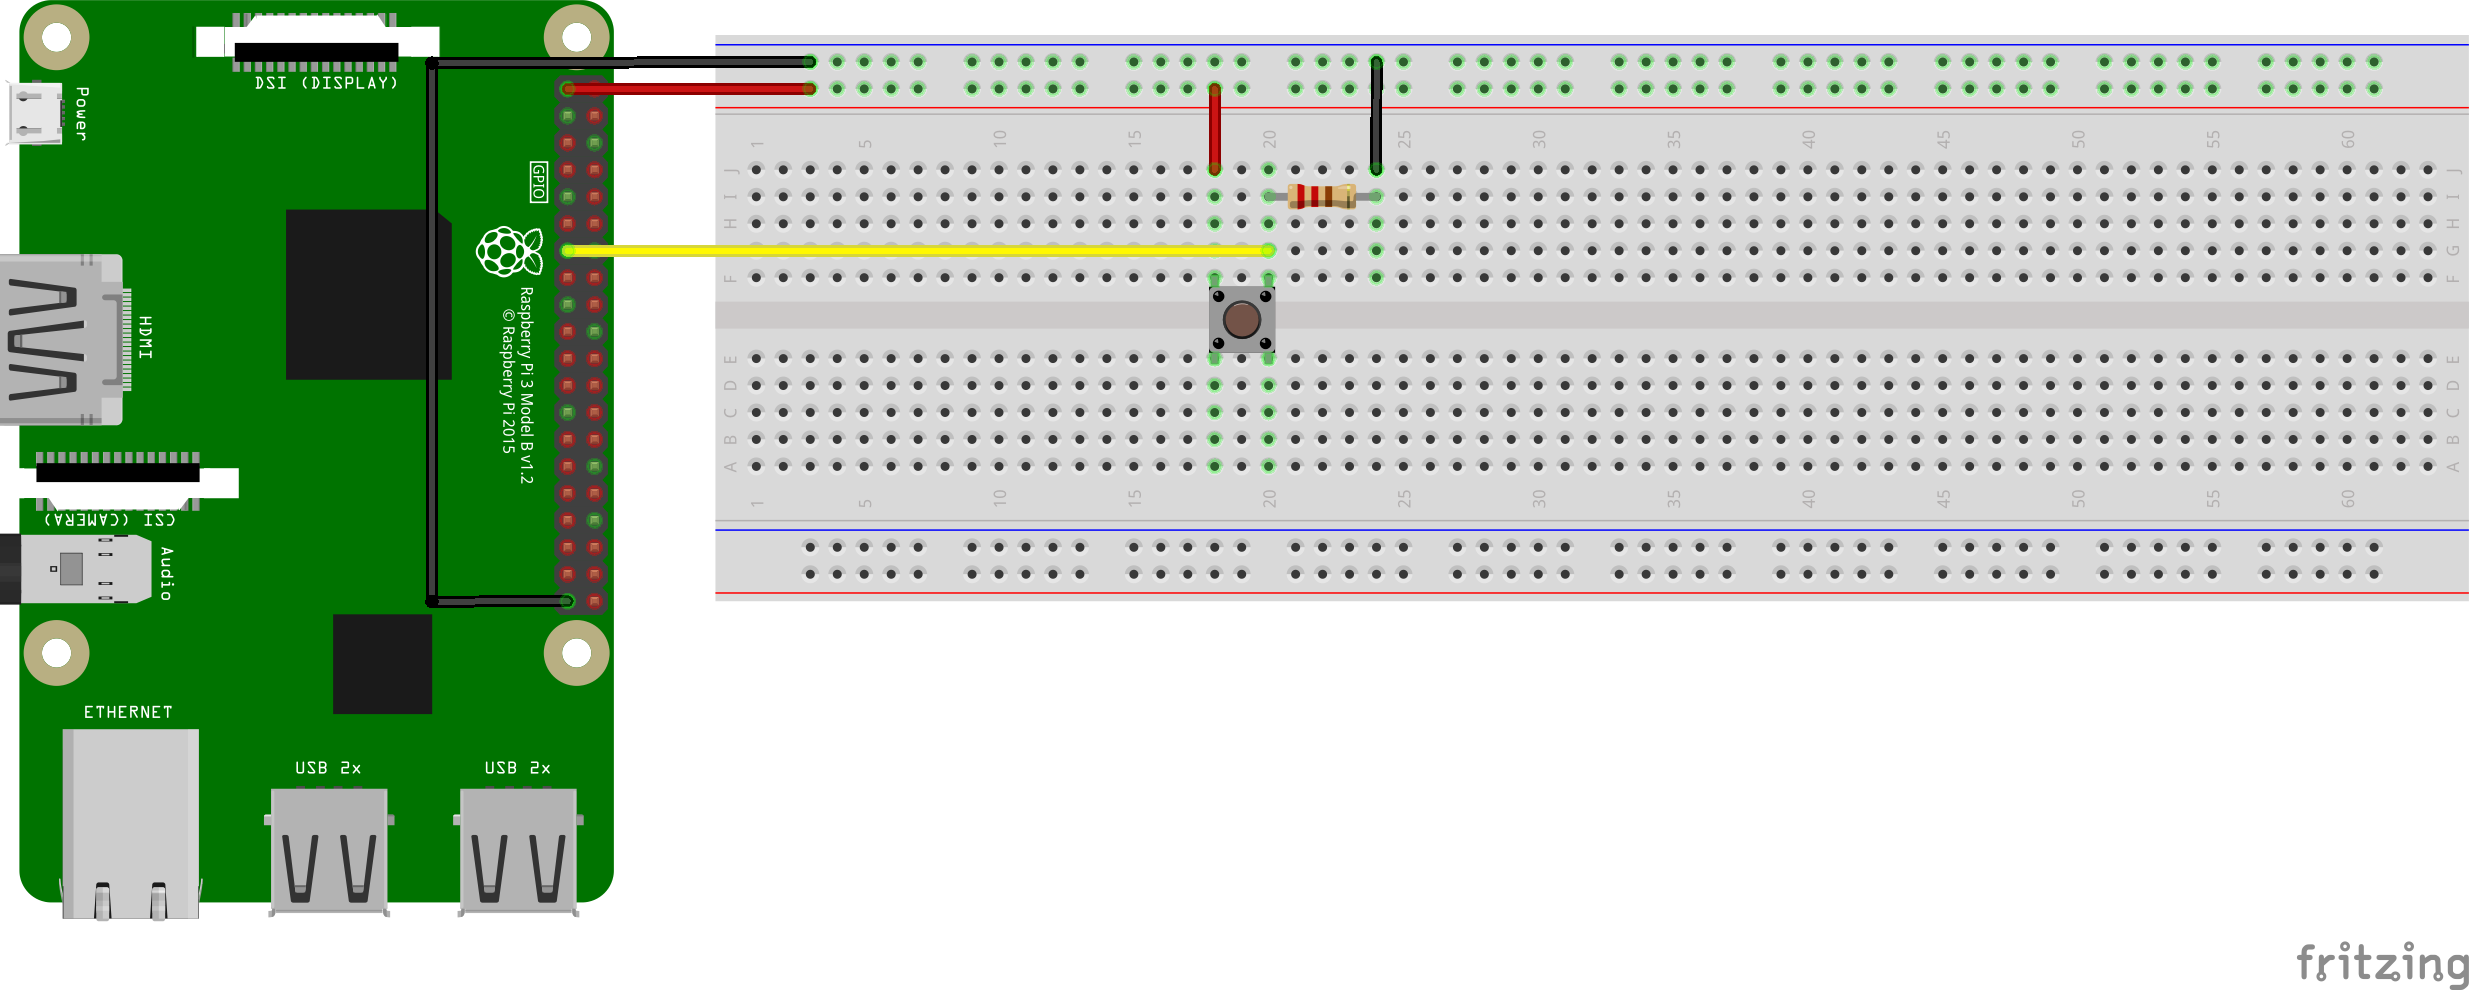 DSI (DISPLAY)
Power
GPIO
HDMI
Raspberry Pi 3 Model B v1.2
© Raspberry Pi 2015
CSI (CAMERA)
Audio
ETHERNET
USB 2x
USB 2x
1 5 10 15 20 25 30 35 40 45 50 55 60
J J
I I
H H
G
F F
E E
D D
C C
B B
A A
1 5 10 15 20 25 30 35 40 45 50 55 60
fritzing